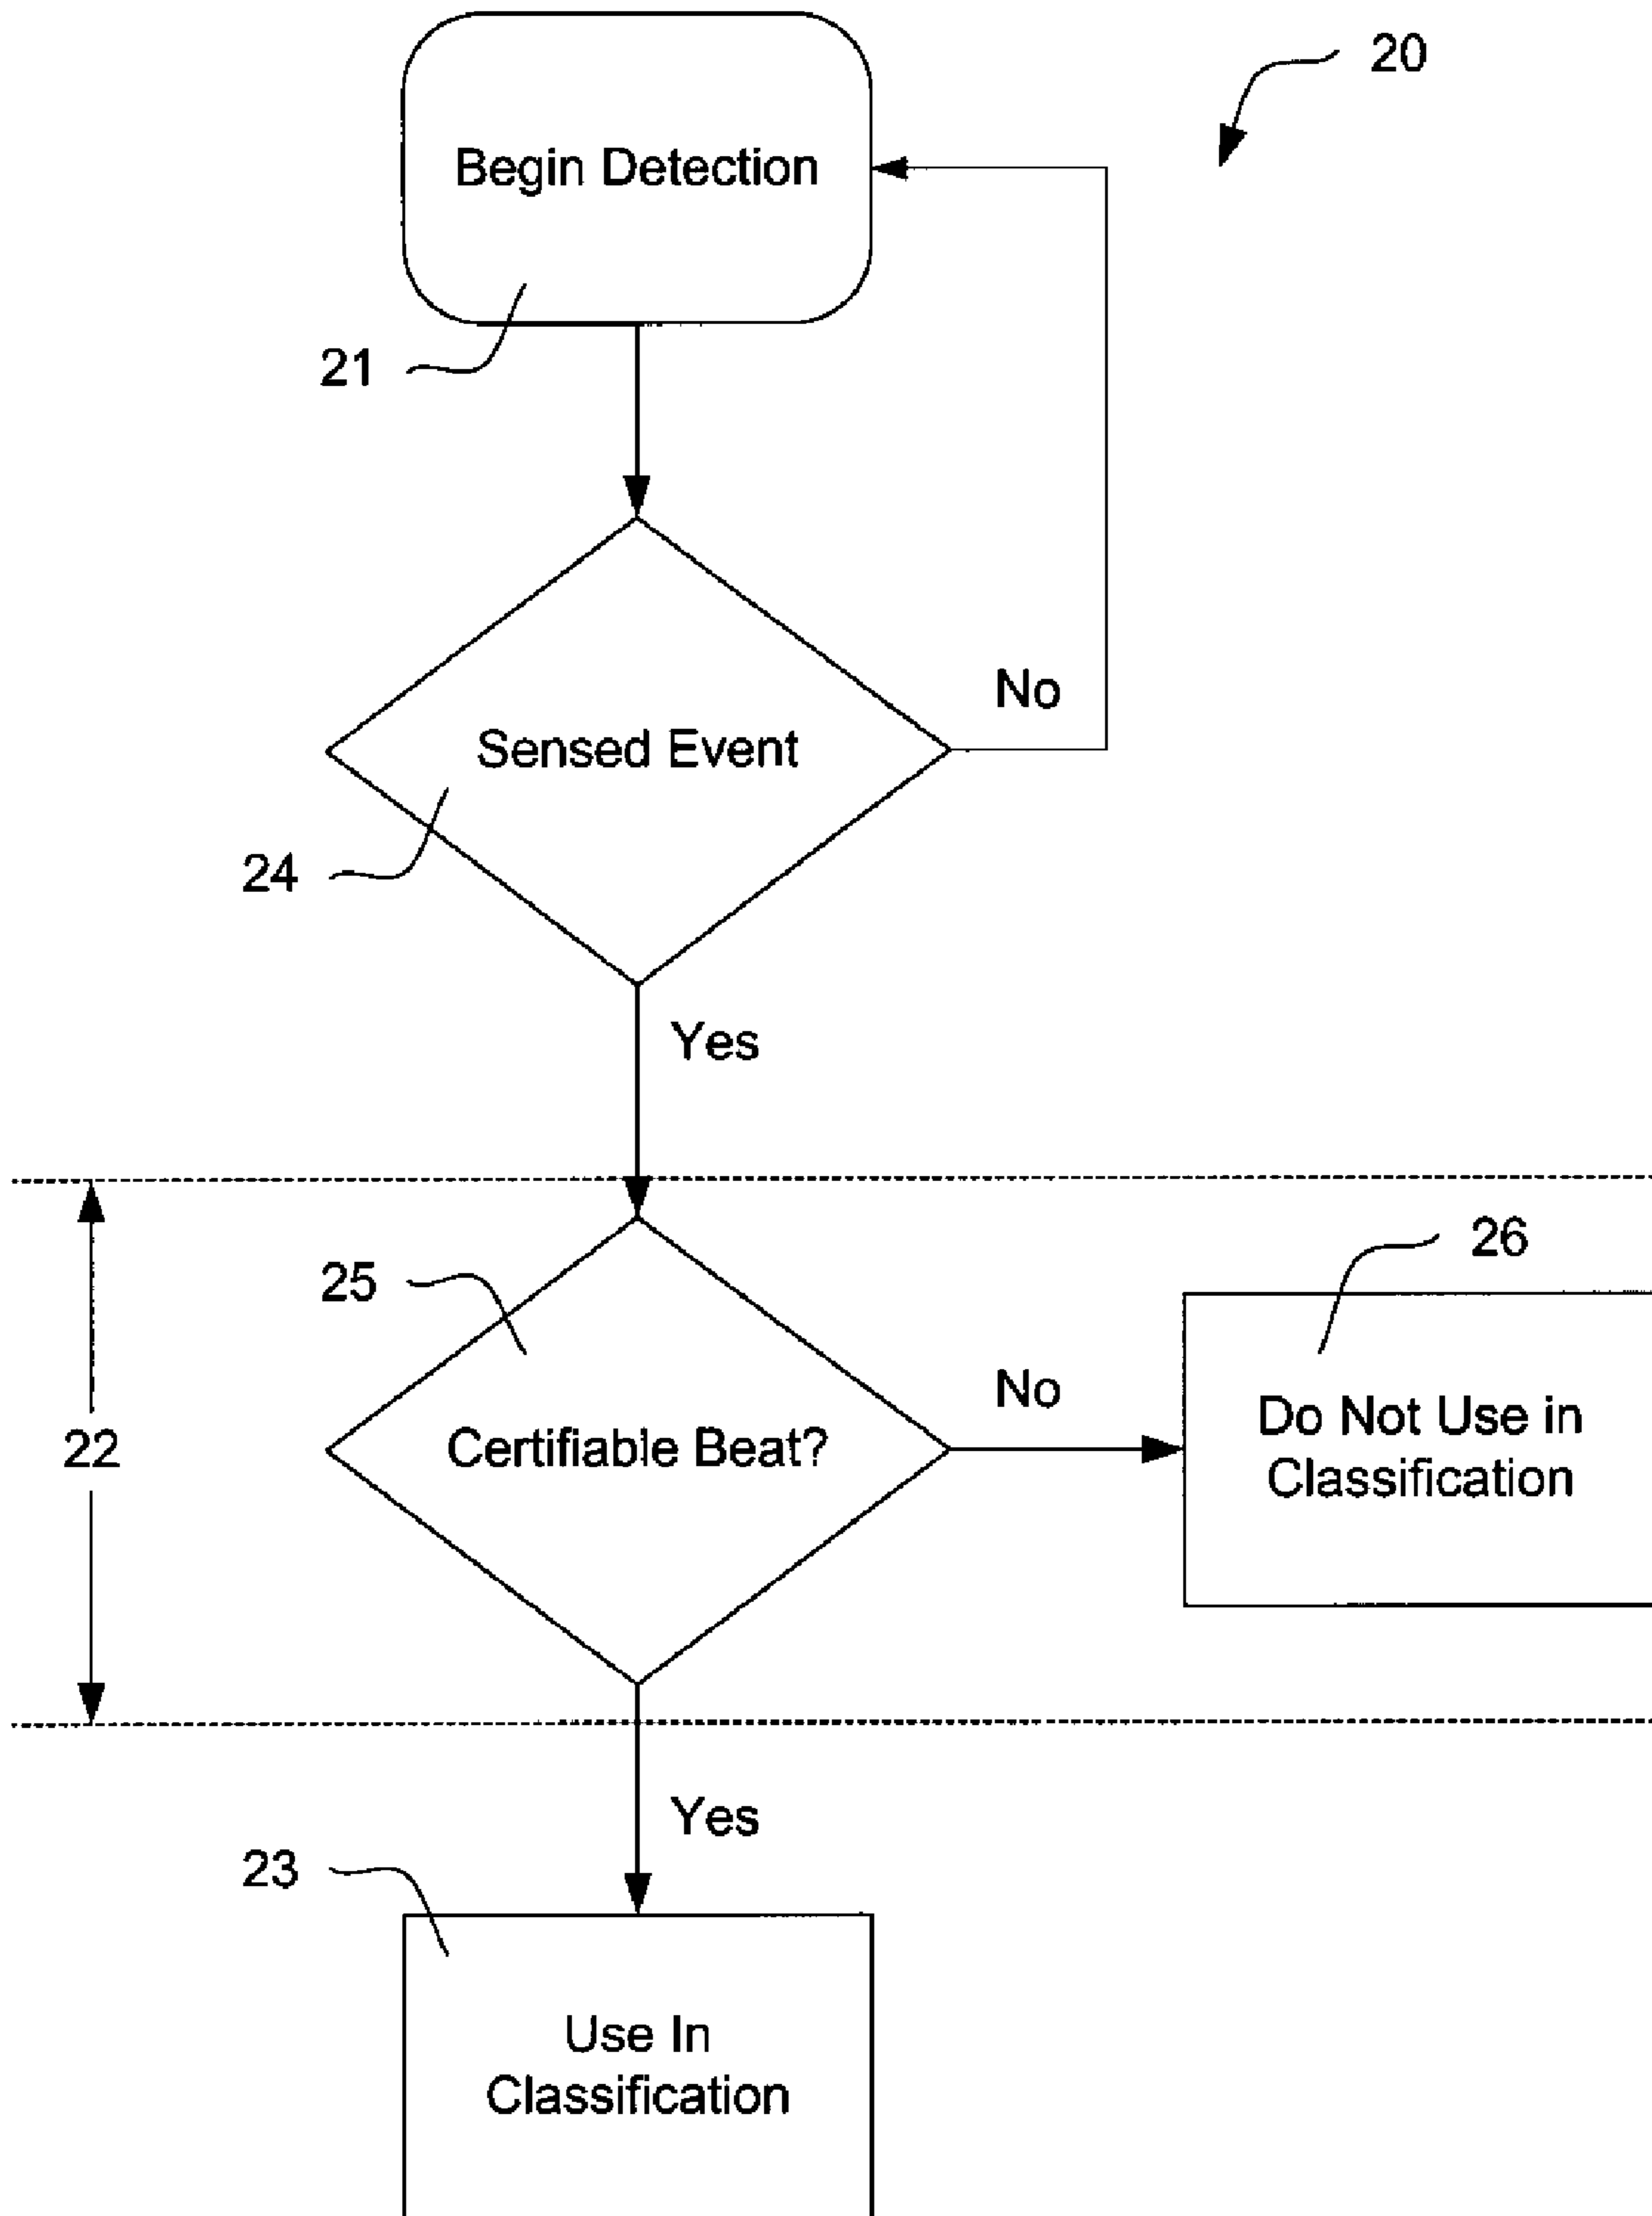 20
Begin Detection
21
No
Sensed Event
24
Yes
26
25
No
Do Not Use in
Classification
22
Certifiable Beat?
Yes
23
Use In
Classification